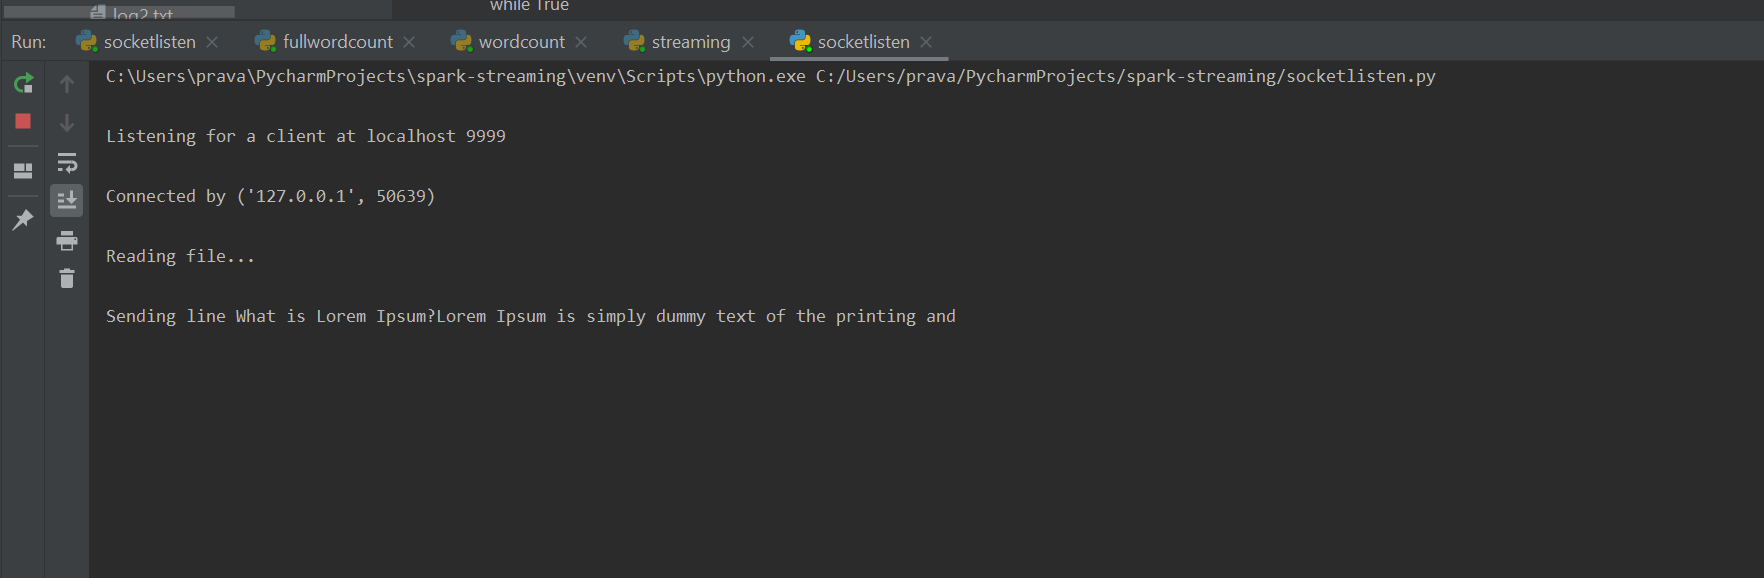 log2.txt
while True
Run: socketlisten fullwordcount wordcount streaming socketlisten
C:\Users\prava\PycharmProjects\spark-streaming\venv\Scripts\python.exe C:/Users/prava/PycharmProjects/spark-streaming/socketlisten.py
Listening for a client at localhost 9999
Connected by ('127.0.0.1', 50639)
Reading file...
Sending line What is Lorem Ipsum?Lorem Ipsum is simply dummy text of the printing and